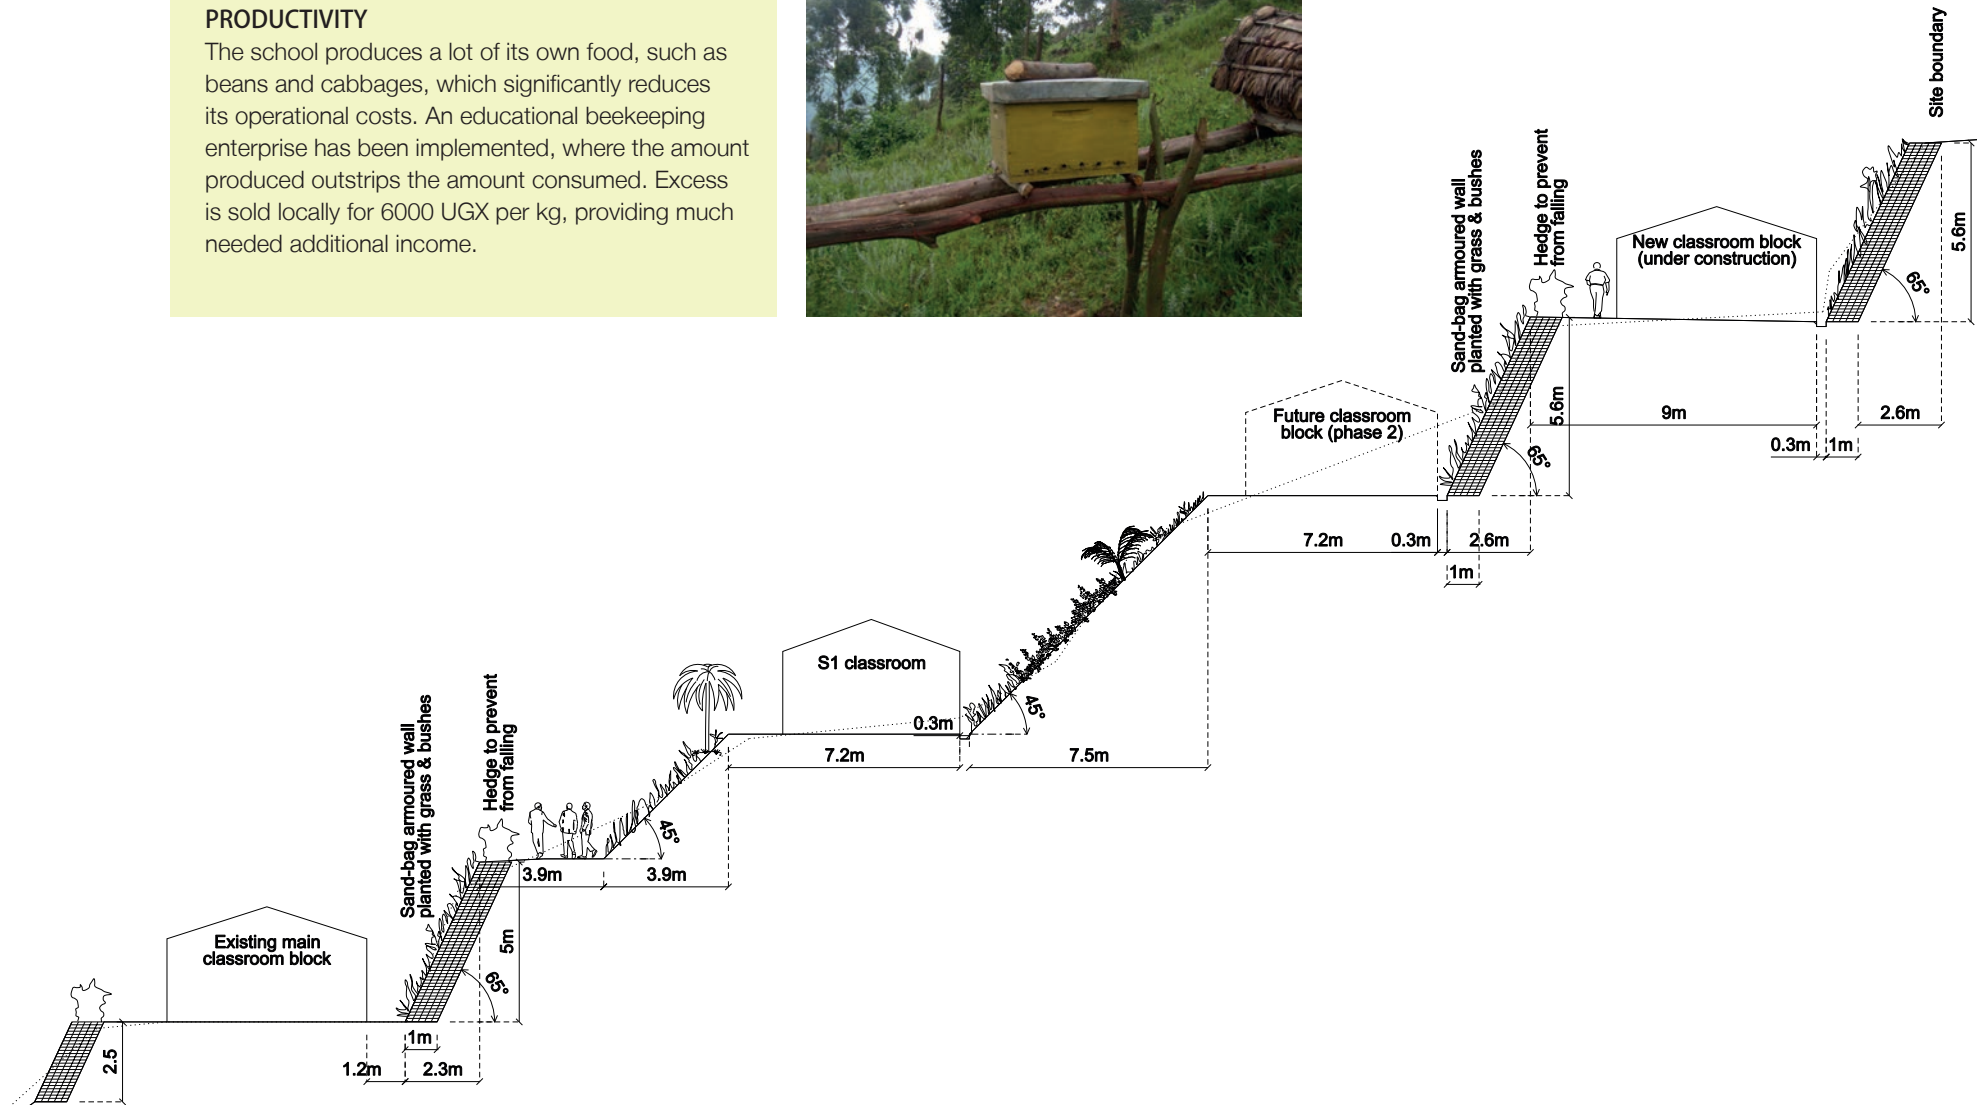 PRODUCTIVITY
The school produces a lot of its own food, such as
beans and cabbages, which significantly reduces
its operational costs. An educational beekeeping
enterprise has been implemented, where the amount
produced outstrips the amount consumed. Excess
is sold locally for 6000 UGX per kg, providing much
needed additional income.
Site boundary
Hedge to prevent
from falling
Sand-bag armoured wall
planted with grass & bushes
New classroom block
(under construction)
5.6m
65°
5.6m
65°
9m
2.6m
0.3m
1m
Future classroom
block (phase 2)
7.2m
0.3m
2.6m
1m
S1 classroom
0.3m
45°
7.2m
7.5m
Hedge to prevent
from falling
Sand-bag armoured wall
planted with grass & bushes
45°
3.9m
3.9m
5m
65°
Existing main
classroom block
1m
1.2m
2.3m
2.5